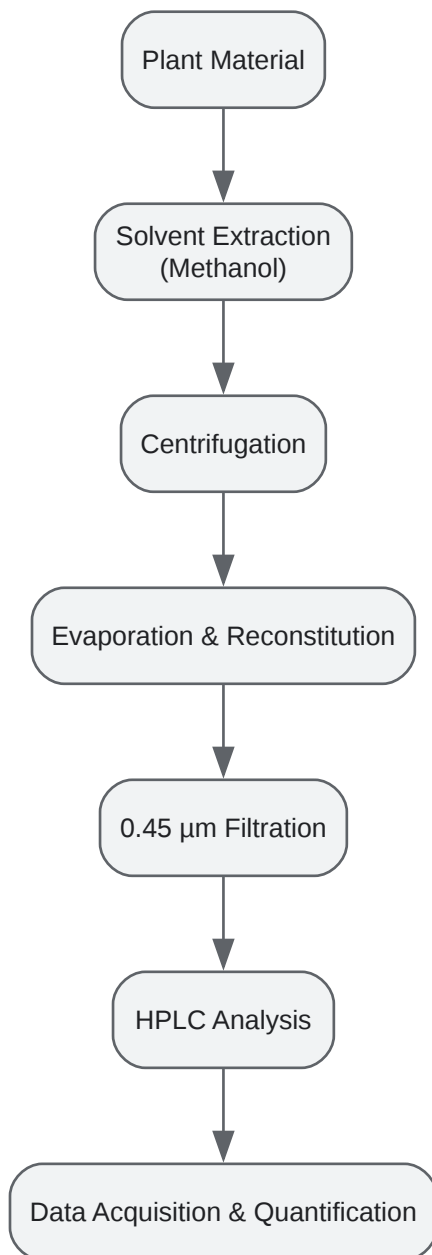 Plant Material
Solvent Extraction
(Methanol)
Centrifugation
Evaporation & Reconstitution
0.45 µm Filtration
HPLC Analysis
Data Acquisition & Quantification